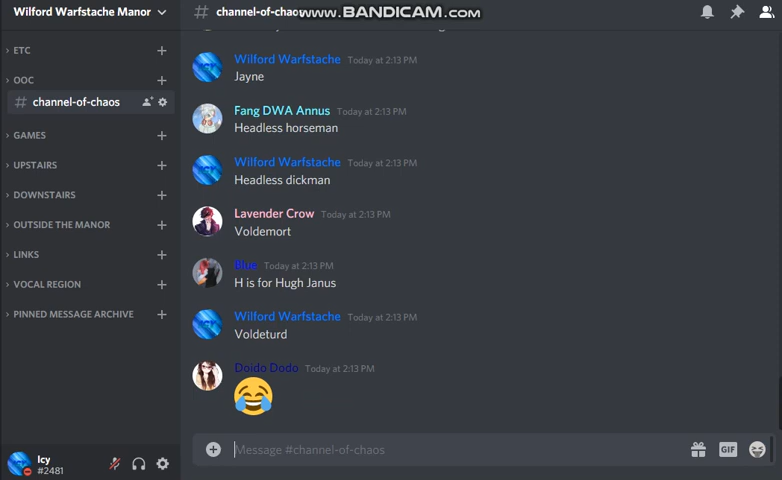 Wilford Warfstache Manor
# channel-of-chao
www.BANDICAM.com
ETC
OOC
# channel-of-chaos
GAMES
UPSTAIRS
DOWNSTAIRS
OUTSIDE THE MANOR
LINKS
VOCAL REGION
PINNED MESSAGE ARCHIVE
Icy
#2481
Wilford Warfstache Today at 2:13 PM
Jayne
Fang DWA Annus Today at 2:13 PM
Headless horseman
Wilford Warfstache Today at 2:13 PM
Headless dickman
Lavender Crow Today at 2:13 PM
Voldemort
Blue Today at 2:13 PM
H is for Hugh Janus
Wilford Warfstache Today at 2:13 PM
Voldeturd
Doido Dodo Today at 2:13 PM
😂
Message #channel-of-chaos
GIF